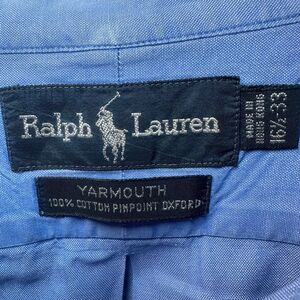 Ralph Lauren
MADE IN
HONG KONG
16½-33
YARMOUTH
100% COTTON PINPOINT OXFORD